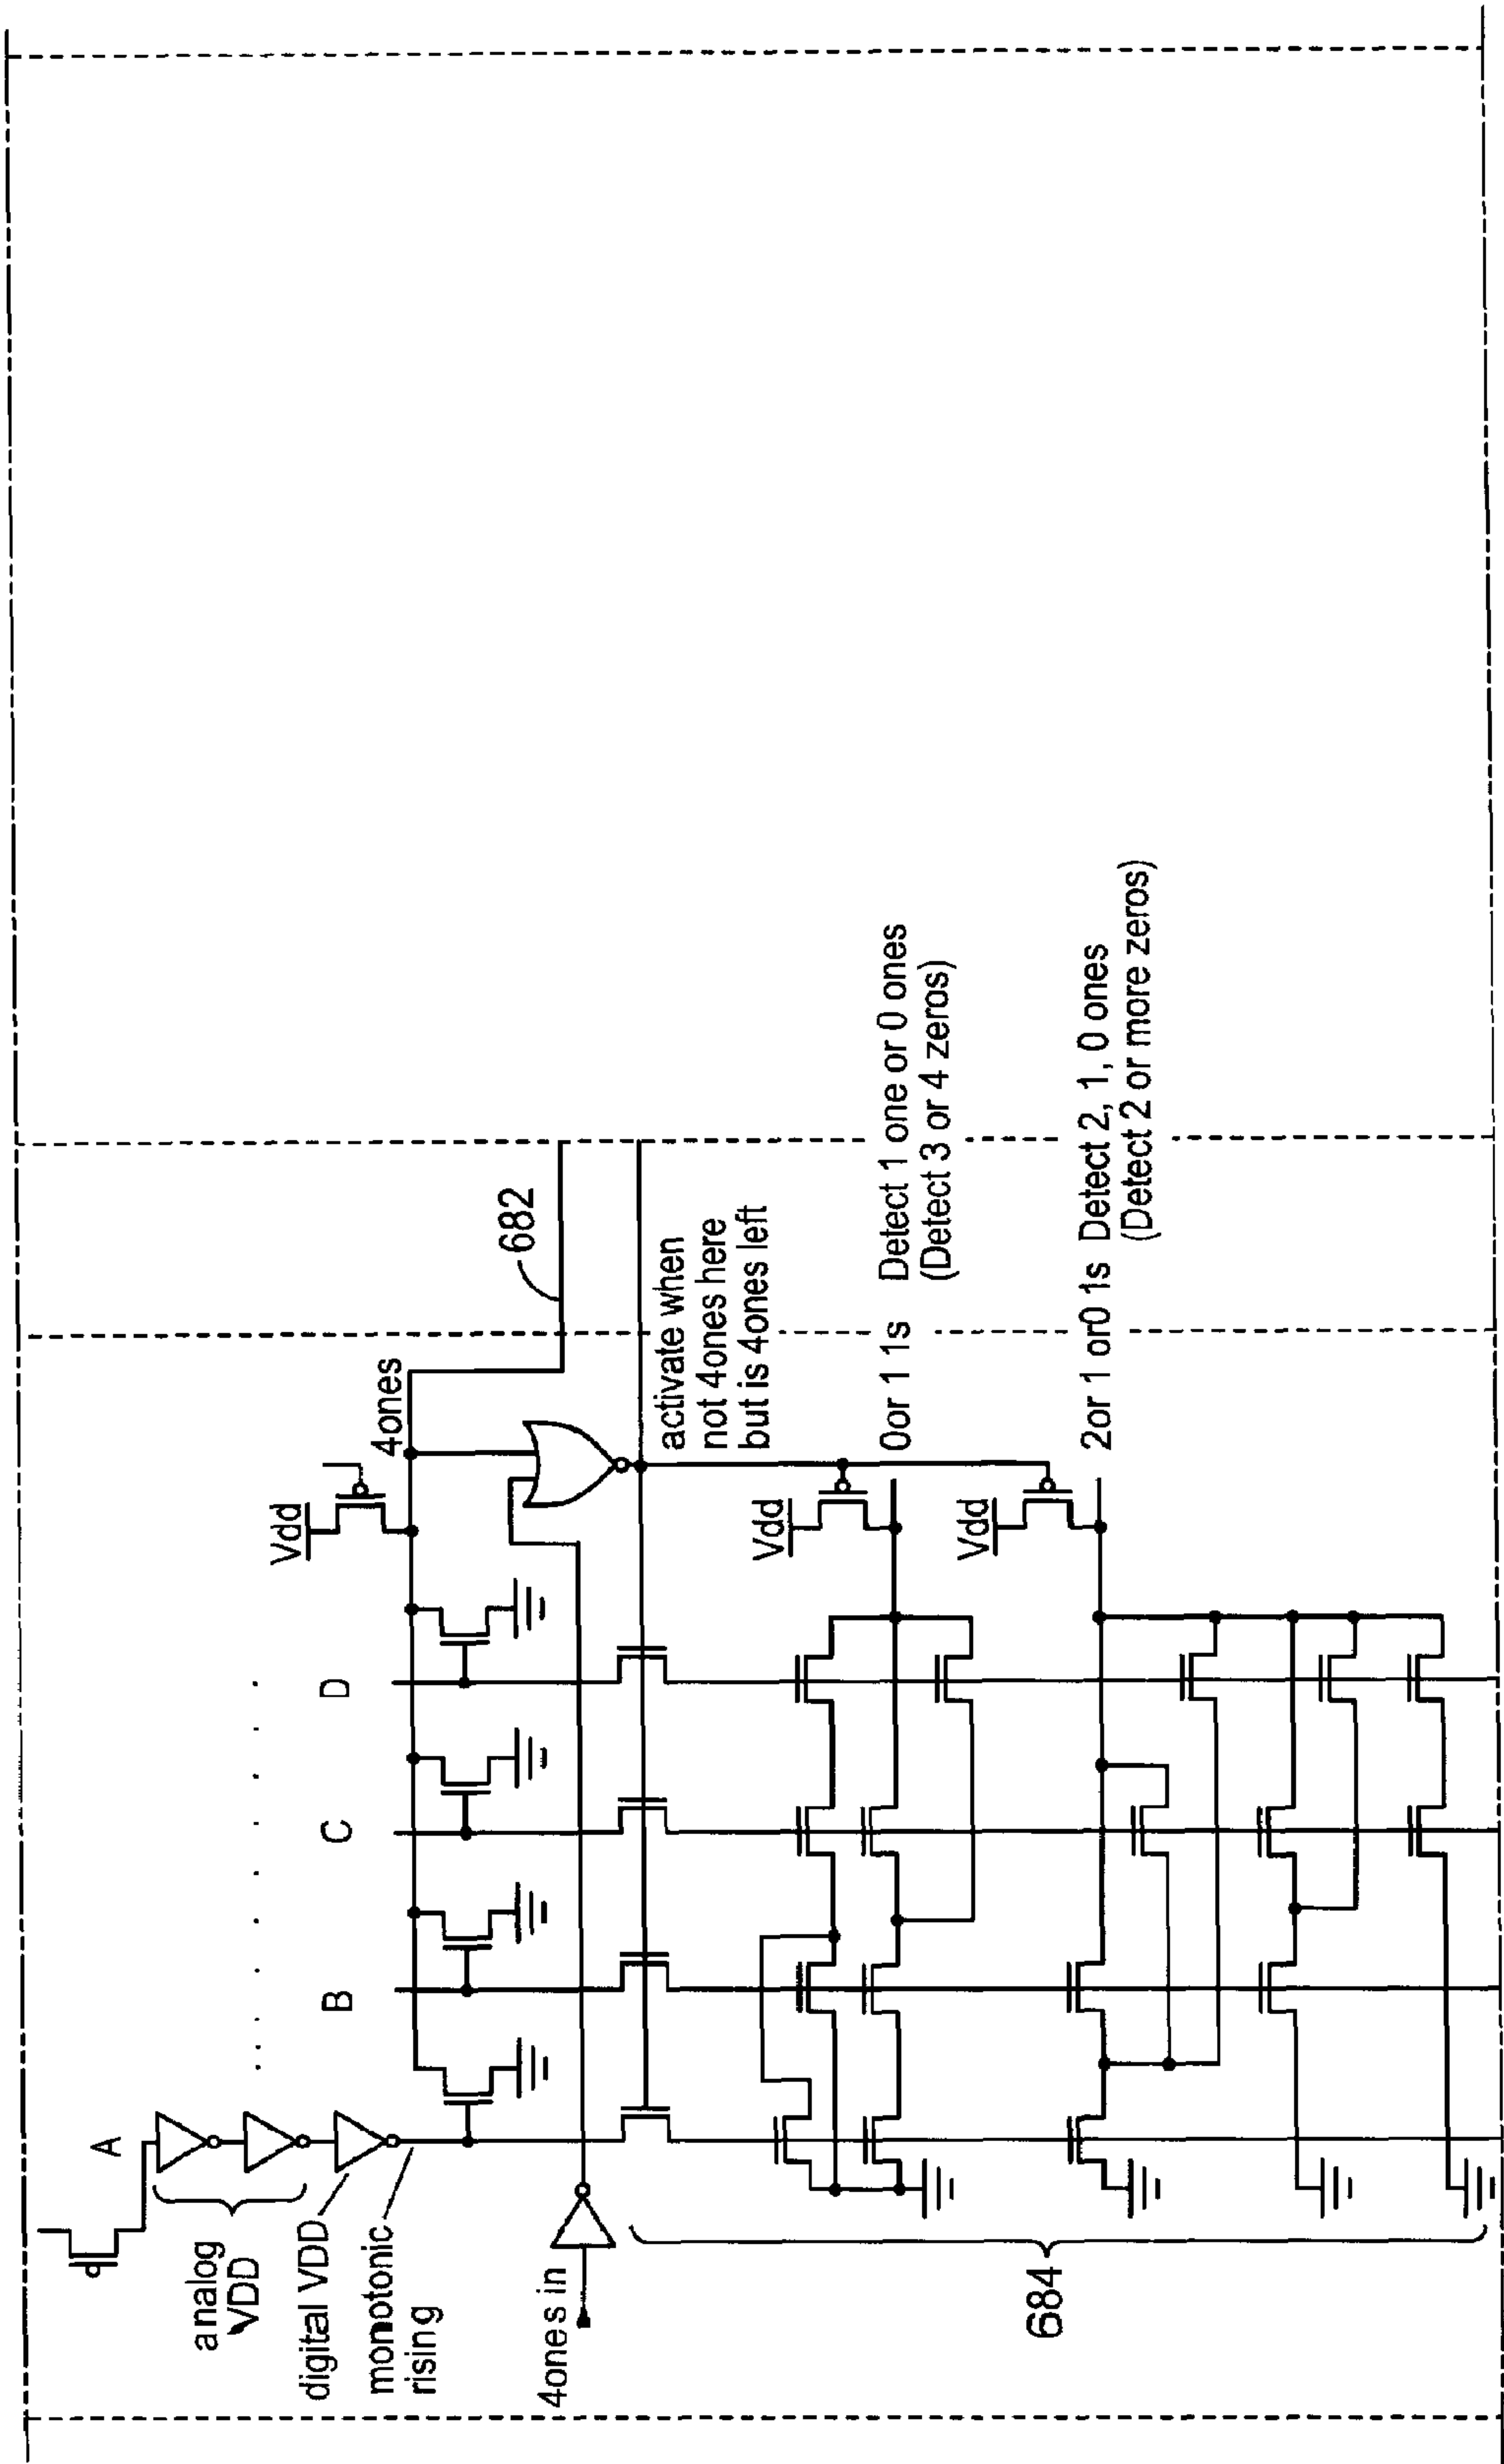 A
B
C
D
analog
VDD
digital VDD
monotonic
rising
Vdd
4ones
682
4ones in
activate when
not 4ones here
but is 4ones left
Vdd
0or 1 1s
Detect 1 one or 0 ones
(Detect 3 or 4 zeros)
Vdd
2or 1 or0 1s
Detect 2, 1, 0 ones
(Detect 2 or more zeros)
684